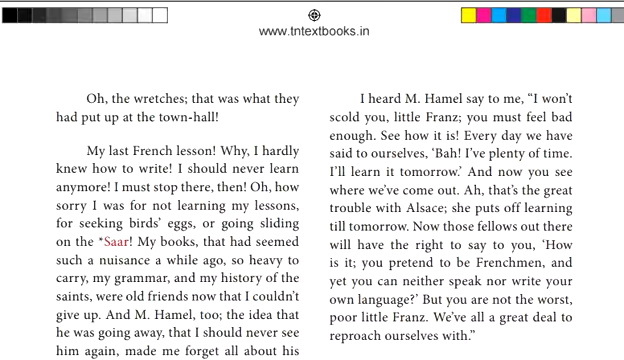 www.tntextbooks.in
Oh, the wretches; that was what they
had put up at the town-hall!
My last French lesson! Why, I hardly
knew how to write! I should never learn
anymore! I must stop there, then! Oh, how
sorry I was for not learning my lessons,
for seeking birds’ eggs, or going sliding
on the *Saar! My books, that had seemed
such a nuisance a while ago, so heavy to
carry, my grammar, and my history of the
saints, were old friends now that I couldn’t
give up. And M. Hamel, too; the idea that
he was going away, that I should never see
him again, made me forget all about his
I heard M. Hamel say to me, “I won’t
scold you, little Franz; you must feel bad
enough. See how it is! Every day we have
said to ourselves, ‘Bah! I’ve plenty of time.
I’ll learn it tomorrow.’ And now you see
where we’ve come out. Ah, that’s the great
trouble with Alsace; she puts off learning
till tomorrow. Now those fellows out there
will have the right to say to you, ‘How
is it; you pretend to be Frenchmen, and
yet you can neither speak nor write your
own language?’ But you are not the worst,
poor little Franz. We’ve all a great deal to
reproach ourselves with.”